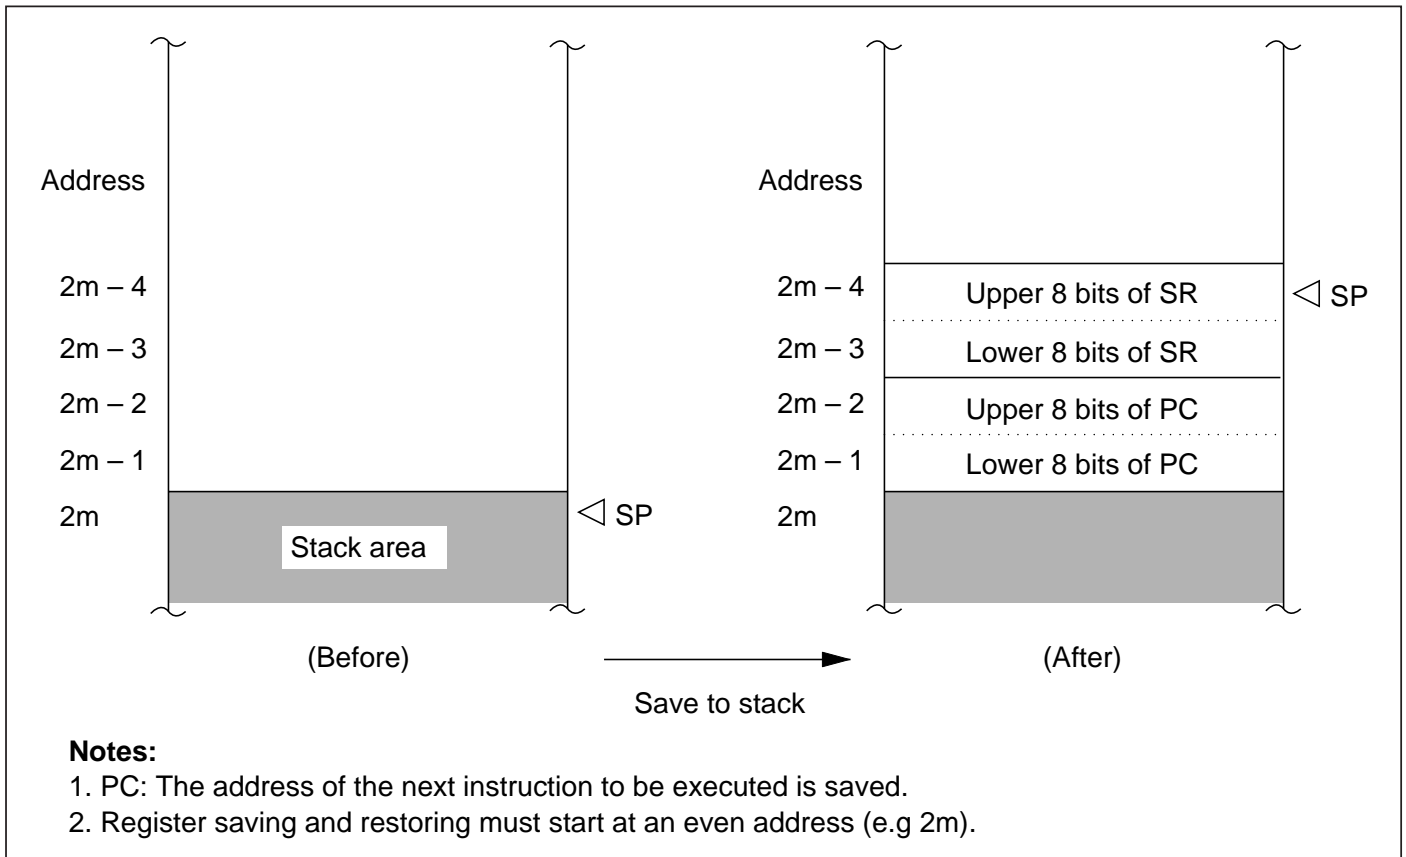 Address
2m – 4
2m – 3
2m – 2
2m – 1
2m
SP
Stack area
(Before)
Address
2m – 4
Upper 8 bits of SR
SP
2m – 3
Lower 8 bits of SR
2m – 2
Upper 8 bits of PC
2m – 1
Lower 8 bits of PC
2m
(After)
Save to stack
Notes:
1. PC: The address of the next instruction to be executed is saved.
2. Register saving and restoring must start at an even address (e.g 2m).